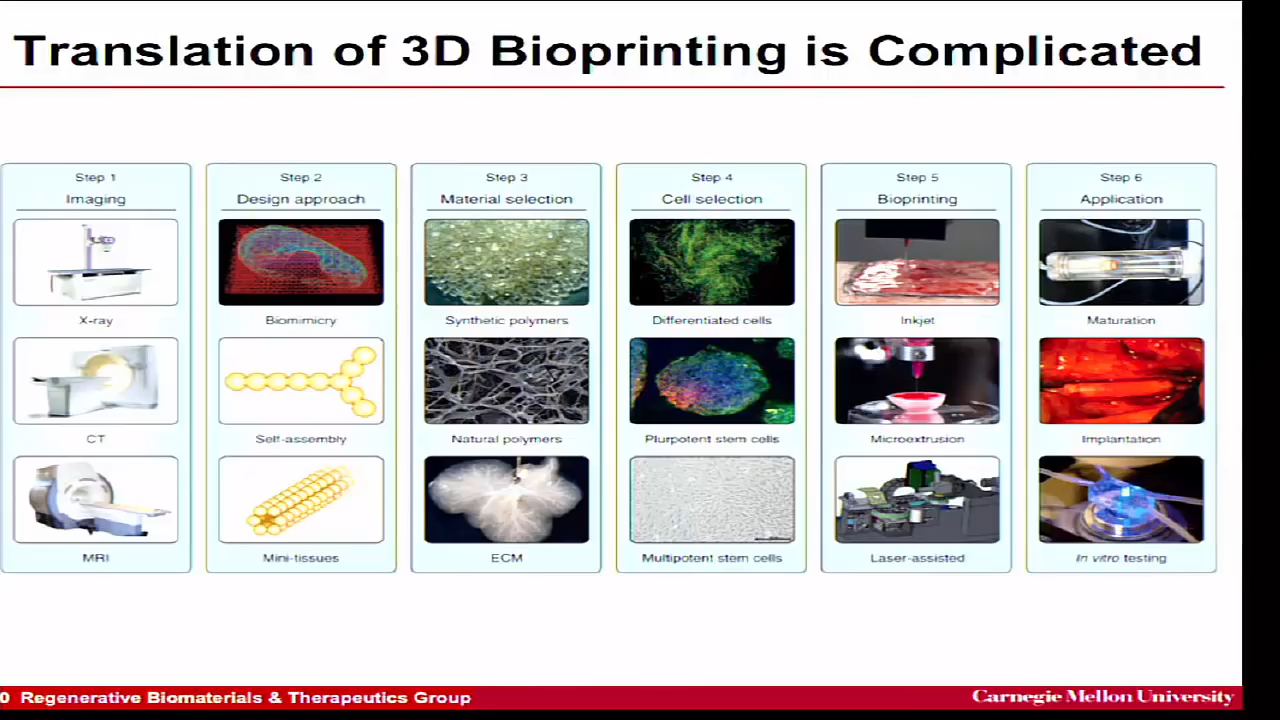 Translation of 3D Bioprinting is Complicated
Step 1
Imaging
X-ray
CT
MRI
Step 2
Design approach
Biomimicry
Self-assembly
Mini-tissues
Step 3
Material selection
Synthetic polymers
Natural polymers
ECM
Step 4
Cell selection
Differentiated cells
Plurpotent stem cells
Multipotent stem cells
Step 5
Bioprinting
Inkjet
Microextrusion
Laser-assisted
Step 6
Application
Maturation
Implantation
In vitro testing
0 Regenerative Biomaterials & Therapeutics Group
Carnegie Mellon University